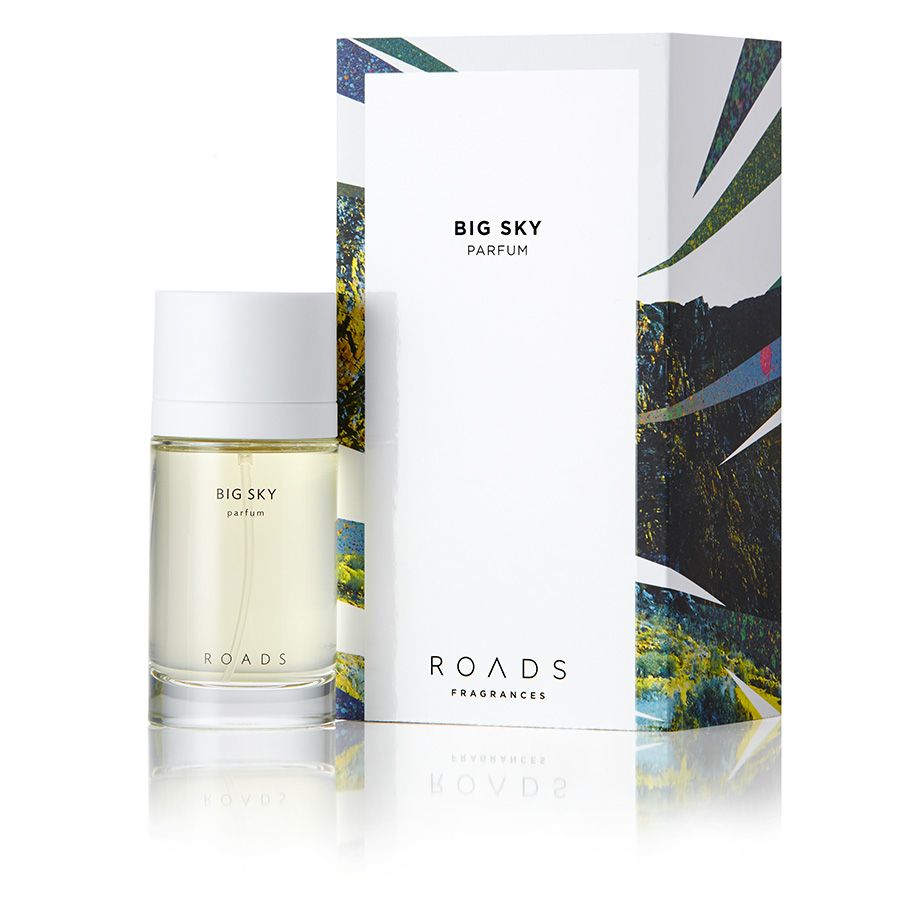 BIG SKY
PARFUM
ROADS
FRAGRANCES
BIG SKY
parfum
ROADS